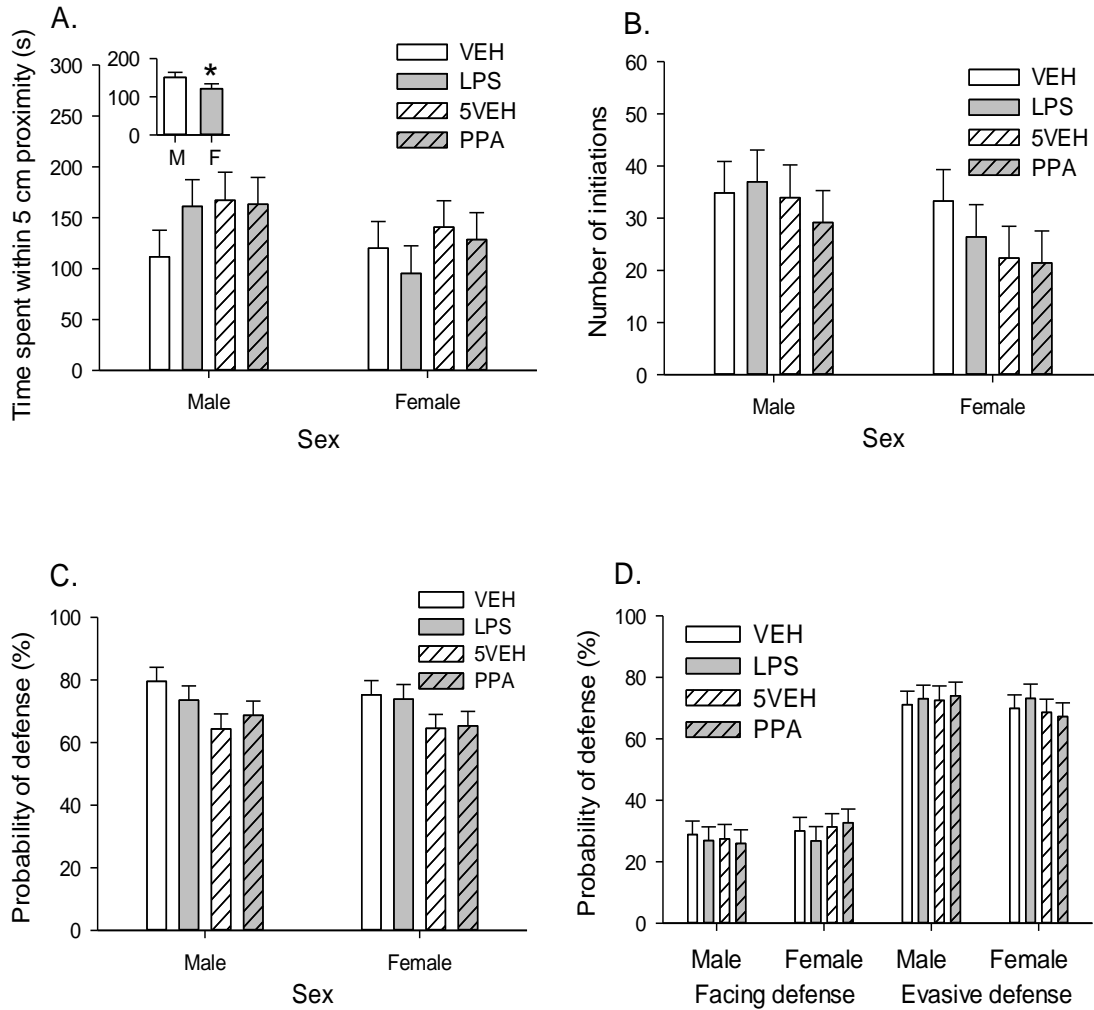 A.
Time spent within 5 cm proximity (s)
300
250
200
150
100
50
0
200
100
0
*
M F
VEH
LPS
5VEH
PPA
Male Female
Sex
B.
Number of initiations
60
50
40
30
20
10
0
VEH
LPS
5VEH
PPA
Male Female
Sex
C.
Probability of defense (%)
100
80
60
40
20
0
VEH
LPS
5VEH
PPA
Male Female
Sex
D.
Probability of defense (%)
100
80
60
40
20
0
VEH
LPS
5VEH
PPA
Male Female Male Female
Facing defense Evasive defense